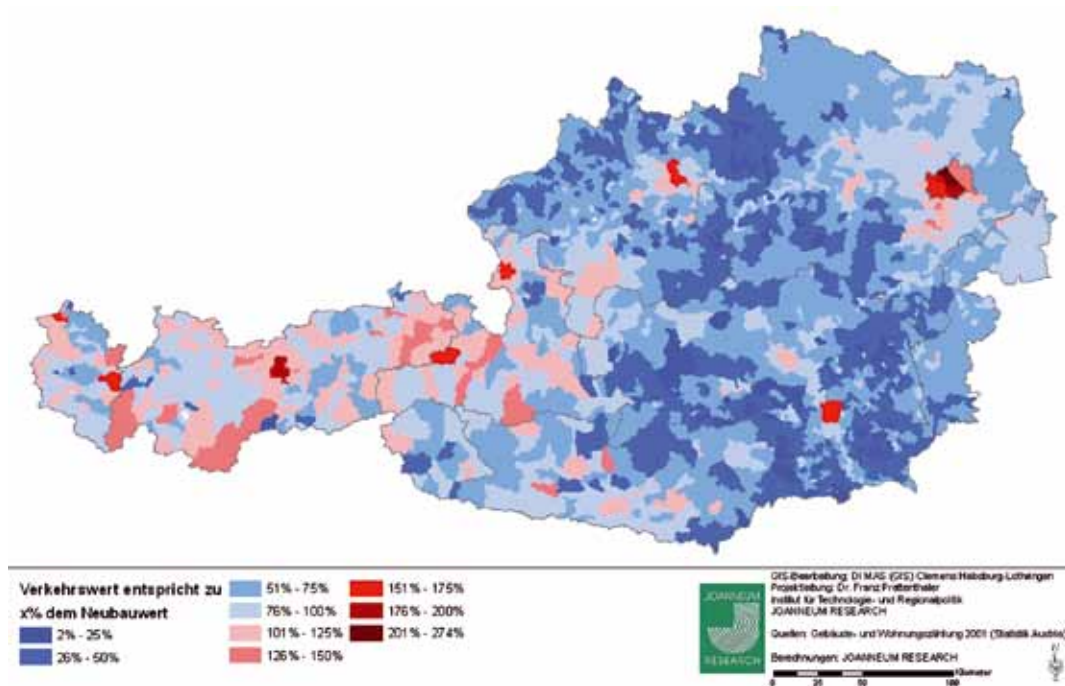 Verkehrswert entspricht zu
x% dem Neubauwert
2% - 25%
26% - 50%
51% - 75%
76% - 100%
101% - 125%
126% - 150%
151% - 175%
176% - 200%
201% - 274%
JOANNEUM
RESEARCH
GIS-Bearbeitung: DI MAS (GIS) Clemens Habsburg-Lothringen
Projektleitung: Dr. Franz Prettenthaler
Institut für Technologie- und Regionalpolitik
JOANNEUM RESEARCH
Quellen: Gebäude- und Wohnungszählung 2001 (Statistik Austria)
Berechnungen: JOANNEUM RESEARCH
Kilometer
0 25 50 100
N